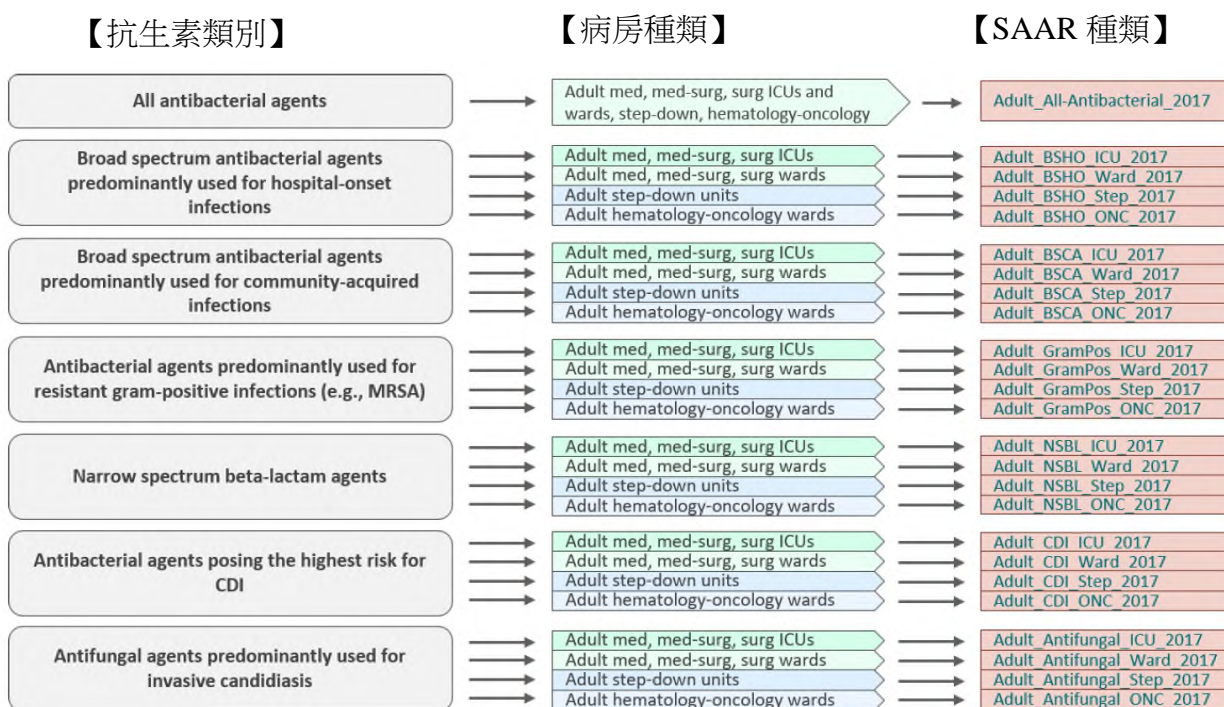 【抗生素類別】
【病房種類】
【SAAR 種類】
All antibacterial agents
Adult med, med-surg, surg ICUs and
wards, step-down, hematology-oncology
Adult_All-Antibacterial_2017
Broad spectrum antibacterial agents
predominantly used for hospital-onset
infections
Adult med, med-surg, surg ICUs
Adult med, med-surg, surg wards
Adult step-down units
Adult hematology-oncology wards
Adult_BSHO_ICU_2017
Adult_BSHO_Ward_2017
Adult_BSHO_Step_2017
Adult_BSHO_ONC_2017
Broad spectrum antibacterial agents
predominantly used for community-acquired
infections
Adult med, med-surg, surg ICUs
Adult med, med-surg, surg wards
Adult step-down units
Adult hematology-oncology wards
Adult_BSCA_ICU_2017
Adult_BSCA_Ward_2017
Adult_BSCA_Step_2017
Adult_BSCA_ONC_2017
Antibacterial agents predominantly used for
resistant gram-positive infections (e.g., MRSA)
Adult med, med-surg, surg ICUs
Adult med, med-surg, surg wards
Adult step-down units
Adult hematology-oncology wards
Adult_GramPos_ICU_2017
Adult_GramPos_Ward_2017
Adult_GramPos_Step_2017
Adult_GramPos_ONC_2017
Narrow spectrum beta-lactam agents
Adult med, med-surg, surg ICUs
Adult med, med-surg, surg wards
Adult step-down units
Adult hematology-oncology wards
Adult_NSBL_ICU_2017
Adult_NSBL_Ward_2017
Adult_NSBL_Step_2017
Adult_NSBL_ONC_2017
Antibacterial agents posing the highest risk for
CDI
Adult med, med-surg, surg ICUs
Adult med, med-surg, surg wards
Adult step-down units
Adult hematology-oncology wards
Adult_CDI_ICU_2017
Adult_CDI_Ward_2017
Adult_CDI_Step_2017
Adult_CDI_ONC_2017
Antifungal agents predominantly used for
invasive candidiasis
Adult med, med-surg, surg ICUs
Adult med, med-surg, surg wards
Adult step-down units
Adult hematology-oncology wards
Adult_Antifungal_ICU_2017
Adult_Antifungal_Ward_2017
Adult_Antifungal_Step_2017
Adult_Antifungal_ONC_2017